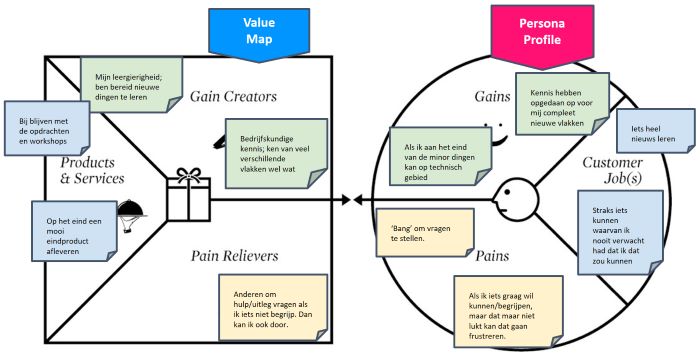 Value
Map
Persona
Profile
Mijn leergierigheid;
ben bereid nieuwe
dingen te leren
Gain Creators
Bij blijven met
de opdrachten
en workshops
Bedrijfskundige
kennis; ken van veel
verschillende
vlakken wel wat
Products
& Services
Op het eind een
mooi
eindproduct
afleveren
Pain Relievers
Anderen om
hulp/uitleg vragen als
ik iets niet begrijp. Dan
kan ik ook door.
Gains
Kennis hebben
opgedaan op voor
mij compleet
nieuwe vlakken
Als ik aan het eind
van de minor dingen
kan op technisch
gebied
Iets heel
nieuws leren
Customer
Job(s)
Straks iets
kunnen
waarvan ik
nooit verwacht
had dat ik dat
zou kunnen
‘Bang’ om vragen
te stellen.
Pains
Als ik iets graag wil
kunnen/begrijpen,
maar dat maar niet
lukt kan dat gaan
frustreren.